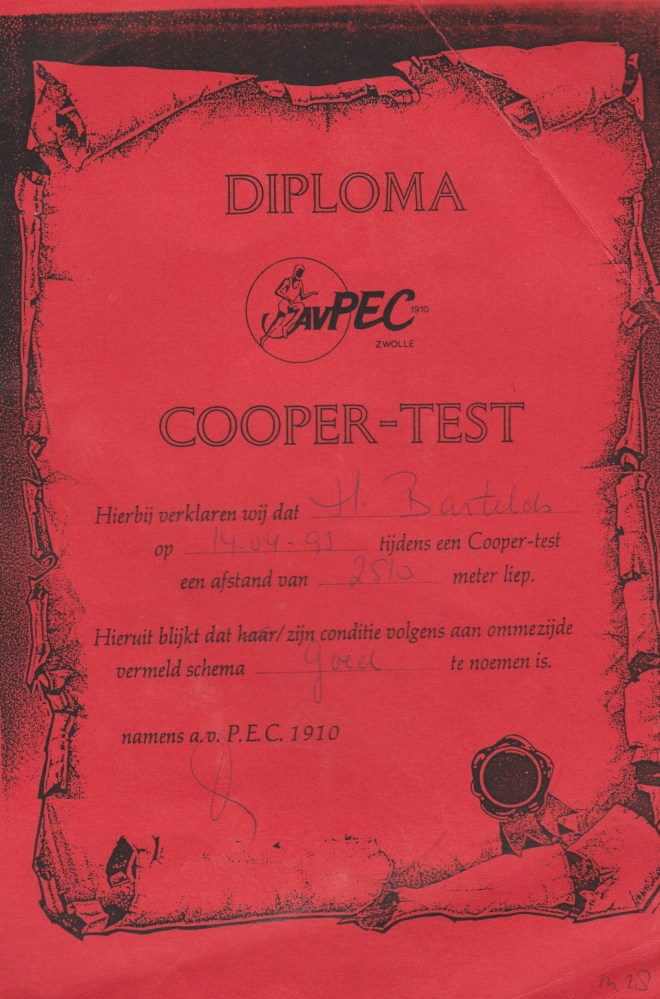 DIPLOMA
AVPEC 1910
ZWOLLE
COOPER-TEST
Hierbij verklaren wij dat H. Bartelds
op 14-04-93 tijdens een Cooper-test
een afstand van 2510 meter liep.
Hieruit blijkt dat haar/zijn conditie volgens aan ommezijde
vermeld schema goed te noemen is.
namens a.v. P.E.C. 1910